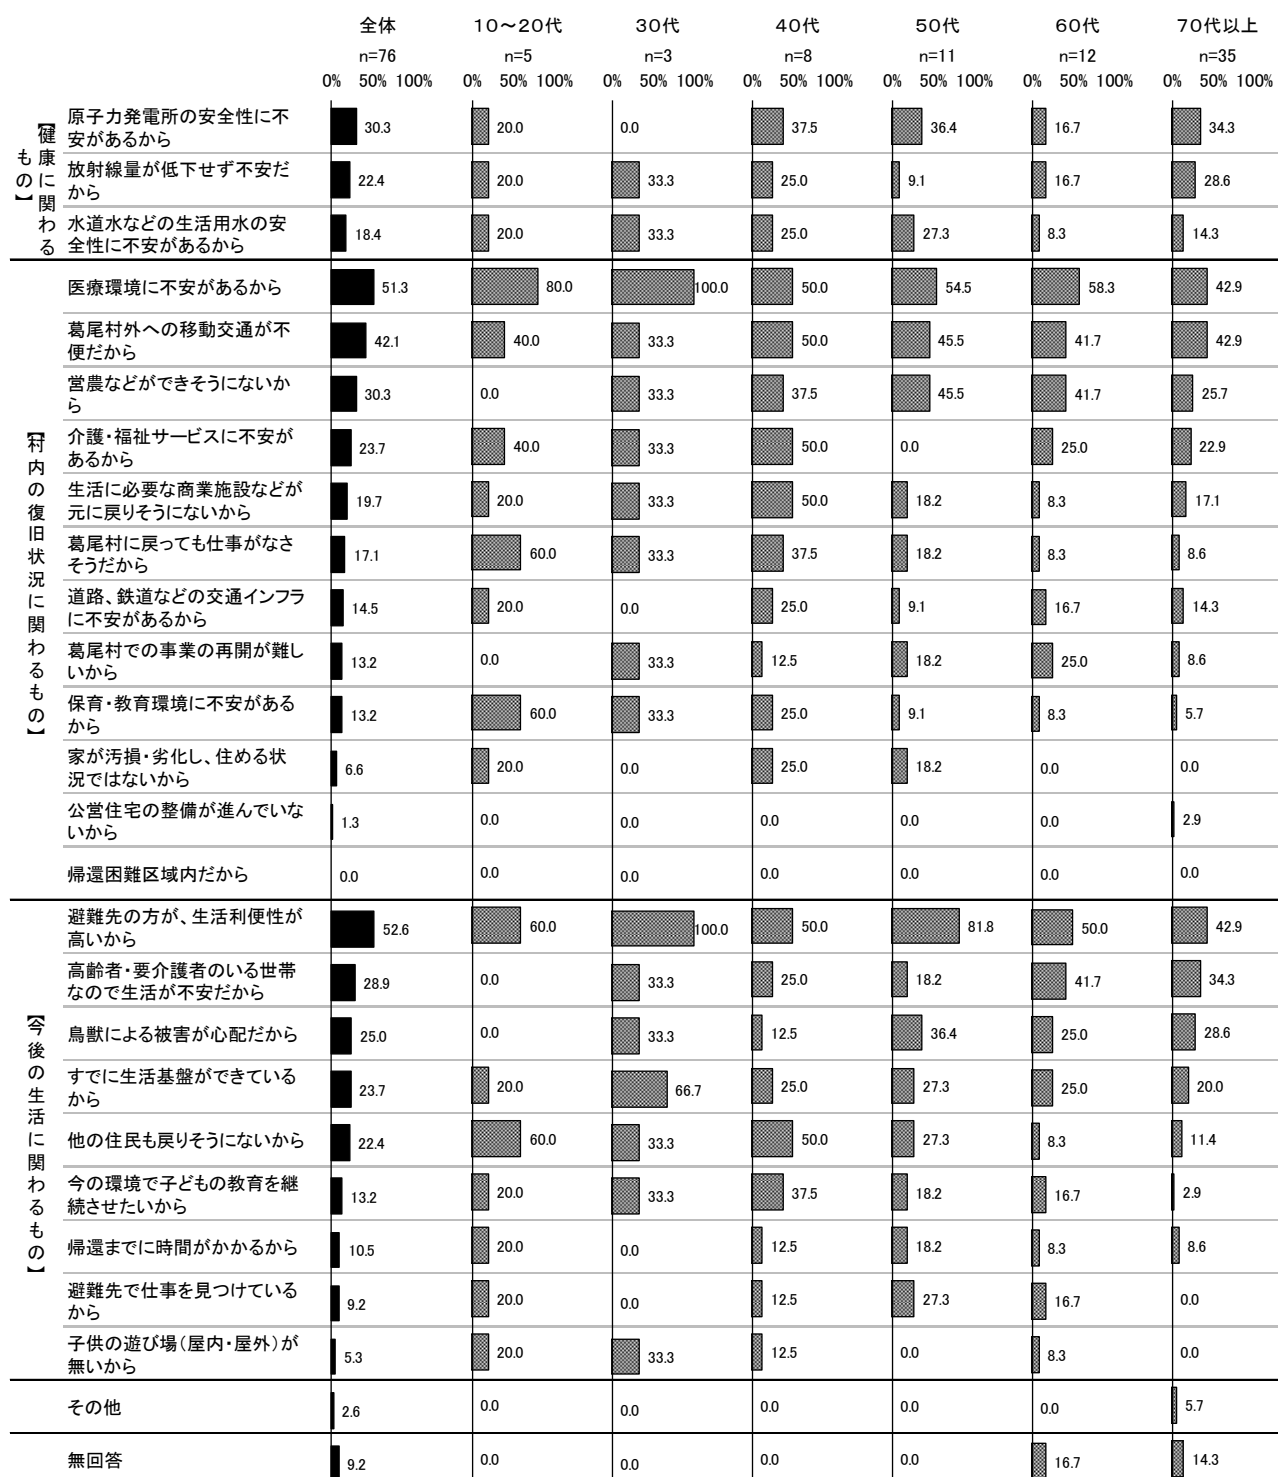 全体 10～20代 30代 40代 50代 60代 70代以上
n=76 n=5 n=3 n=8 n=11 n=12 n=35
0% 50% 100% 0% 50% 100% 0% 50% 100% 0% 50% 100% 0% 50% 100% 0% 50% 100% 0% 50% 100%
【健康に関わるもの】
原子力発電所の安全性に不
安があるから
30.3 20.0 0.0 37.5 36.4 16.7 34.3
放射線量が低下せず不安だ
から
22.4 20.0 33.3 25.0 9.1 16.7 28.6
水道水などの生活用水の安
全性に不安があるから
18.4 20.0 33.3 25.0 27.3 8.3 14.3
【村内の復旧状況に関わるもの】
医療環境に不安があるから
51.3 80.0 100.0 50.0 54.5 58.3 42.9
葛尾村外への移動交通が不
便だから
42.1 40.0 33.3 50.0 45.5 41.7 42.9
営農などができそうにないか
ら
30.3 0.0 33.3 37.5 45.5 41.7 25.7
介護・福祉サービスに不安が
あるから
23.7 40.0 33.3 50.0 0.0 25.0 22.9
生活に必要な商業施設などが
元に戻りそうにないから
19.7 20.0 33.3 50.0 18.2 8.3 17.1
葛尾村に戻っても仕事がなさ
そうだから
17.1 60.0 33.3 37.5 18.2 8.3 8.6
道路、鉄道などの交通インフラ
に不安があるから
14.5 20.0 0.0 25.0 9.1 16.7 14.3
葛尾村での事業の再開が難し
いから
13.2 0.0 33.3 12.5 18.2 25.0 8.6
保育・教育環境に不安がある
から
13.2 60.0 33.3 25.0 9.1 8.3 5.7
家が汚損・劣化し、住める状
況ではないから
6.6 20.0 0.0 25.0 18.2 0.0 0.0
公営住宅の整備が進んでいな
いから
1.3 0.0 0.0 0.0 0.0 0.0 2.9
帰還困難区域内だから
0.0 0.0 0.0 0.0 0.0 0.0 0.0
【今後の生活に関わるもの】
避難先の方が、生活利便性が
高いから
52.6 60.0 100.0 50.0 81.8 50.0 42.9
高齢者・要介護者のいる世帯
なので生活が不安だから
28.9 0.0 33.3 25.0 18.2 41.7 34.3
鳥獣による被害が心配だから
25.0 0.0 33.3 12.5 36.4 25.0 28.6
すでに生活基盤ができている
から
23.7 20.0 66.7 25.0 27.3 25.0 20.0
他の住民も戻りそうにないから
22.4 60.0 33.3 50.0 27.3 8.3 11.4
今の環境で子どもの教育を継
続させたいから
13.2 20.0 33.3 37.5 18.2 16.7 2.9
帰還までに時間がかかるから
10.5 20.0 0.0 12.5 18.2 8.3 8.6
避難先で仕事を見つけている
から
9.2 20.0 0.0 12.5 27.3 16.7 0.0
子供の遊び場（屋内・屋外）が
無いから
5.3 20.0 33.3 12.5 0.0 8.3 0.0
その他
2.6 0.0 0.0 0.0 0.0 0.0 5.7
無回答
9.2 0.0 0.0 0.0 0.0 16.7 14.3